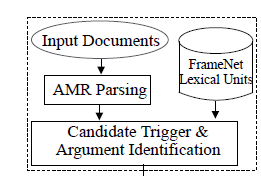 Input Documents
FrameNet
Lexical Units
AMR Parsing
Candidate Trigger &
Argument Identification